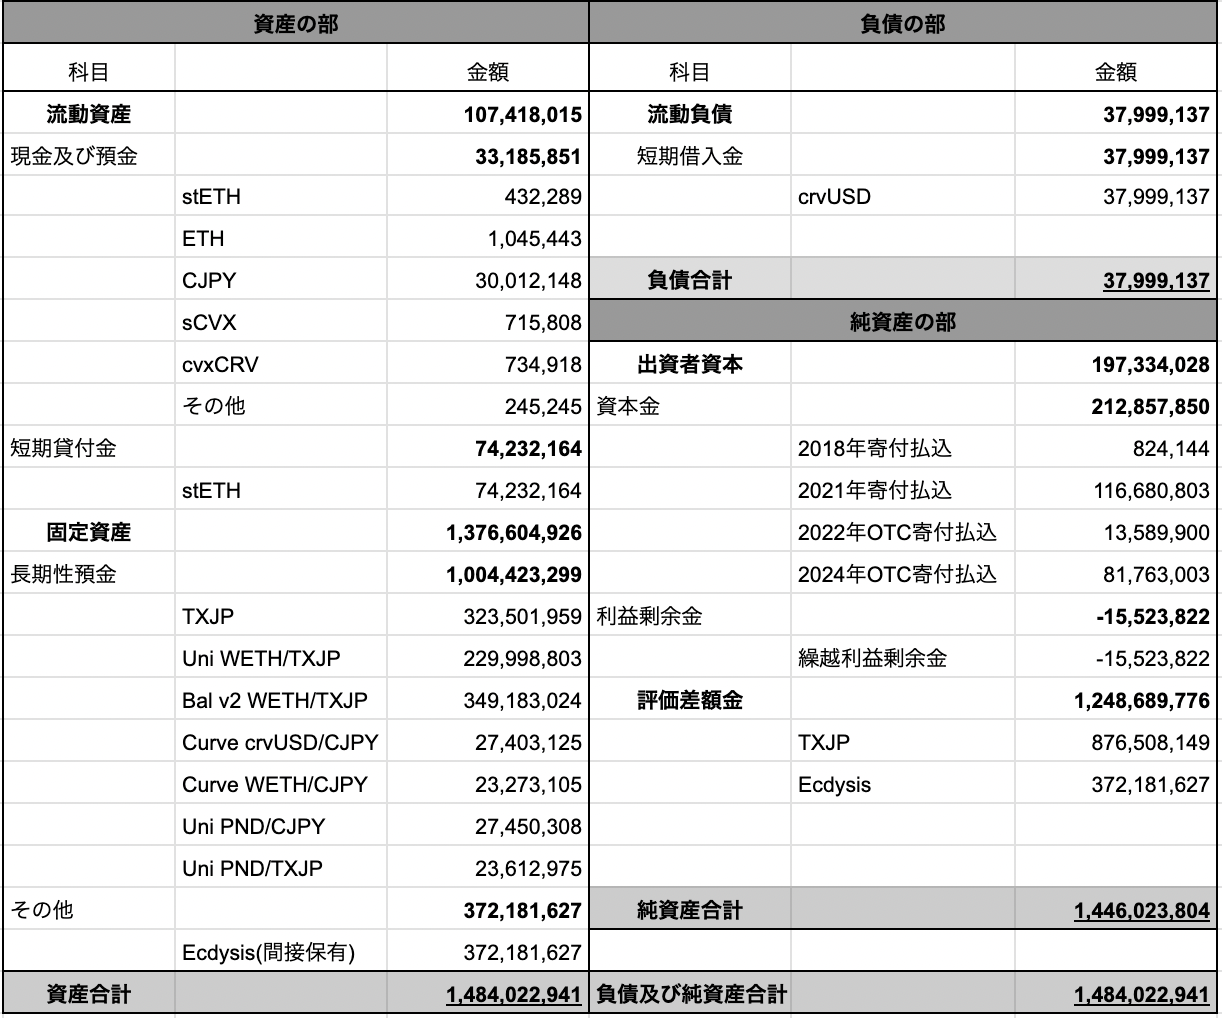 資産の部 負債の部
科目 金額 科目 金額
流動資産 107,418,015 流動負債 37,999,137
現金及び預金 33,185,851 短期借入金 37,999,137
stETH 432,289 crvUSD 37,999,137
ETH 1,045,443
CJPY 30,012,148 負債合計 37,999,137
sCVX 715,808 純資産の部
cvxCRV 734,918 出資者資本 197,334,028
その他 245,245 資本金 212,857,850
短期貸付金 74,232,164 2018年寄付払込 824,144
stETH 74,232,164 2021年寄付払込 116,680,803
固定資産 1,376,604,926 2022年OTC寄付払込 13,589,900
長期性預金 1,004,423,299 2024年OTC寄付払込 81,763,003
TXJP 323,501,959 利益剰余金 -15,523,822
Uni WETH/TXJP 229,998,803 繰越利益剰余金 -15,523,822
Bal v2 WETH/TXJP 349,183,024 評価差額金 1,248,689,776
Curve crvUSD/CJPY 27,403,125 TXJP 876,508,149
Curve WETH/CJPY 23,273,105 Ecdysis 372,181,627
Uni PND/CJPY 27,450,308
Uni PND/TXJP 23,612,975
その他 372,181,627 純資産合計 1,446,023,804
Ecdysis(間接保有) 372,181,627
資産合計 1,484,022,941 負債及び純資産合計 1,484,022,941